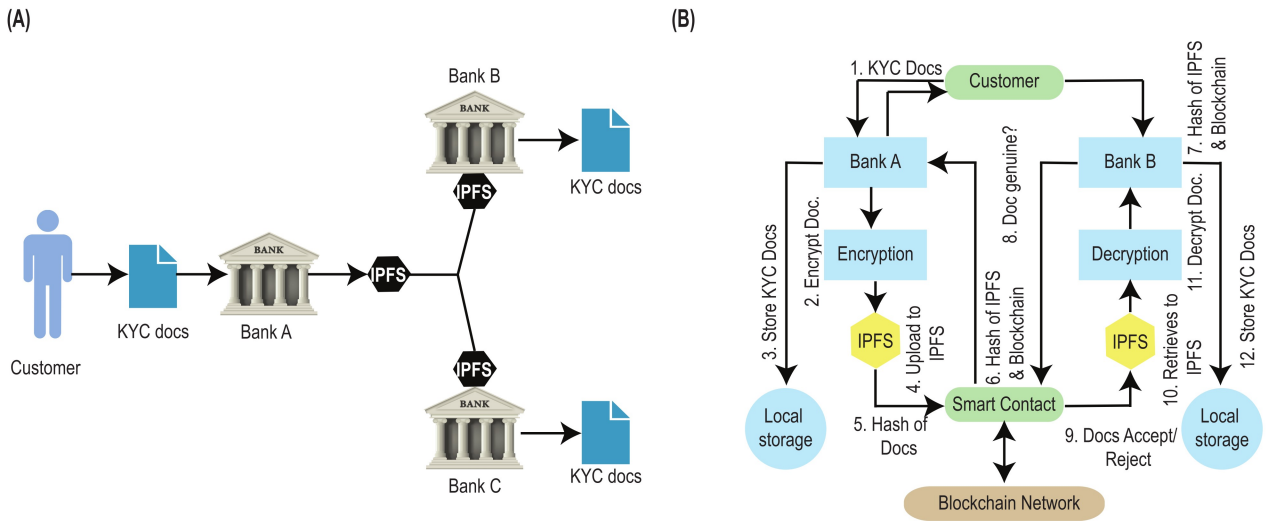 (A)
Bank B
BANK
KYC docs
IPFS
Customer
KYC docs
BANK
Bank A
IPFS
IPFS
BANK
Bank C
KYC docs
(B)
1. KYC Docs
Customer
7. Hash of IPFS
& Blockchain
Bank A
8. Doc genuine?
Bank B
3. Store KYC Docs
2. Encrypt Doc.
Encryption
Decryption
11. Decrypt Doc.
12. Store KYC Docs
IPFS
4. Upload to
IPFS
6. Hash of IPFS
& Blockchain
IPFS
10. Retrieves to
IPFS
Local
storage
5. Hash of
Docs
Smart Contact
9. Docs Accept/
Reject
Local
storage
Blockchain Network